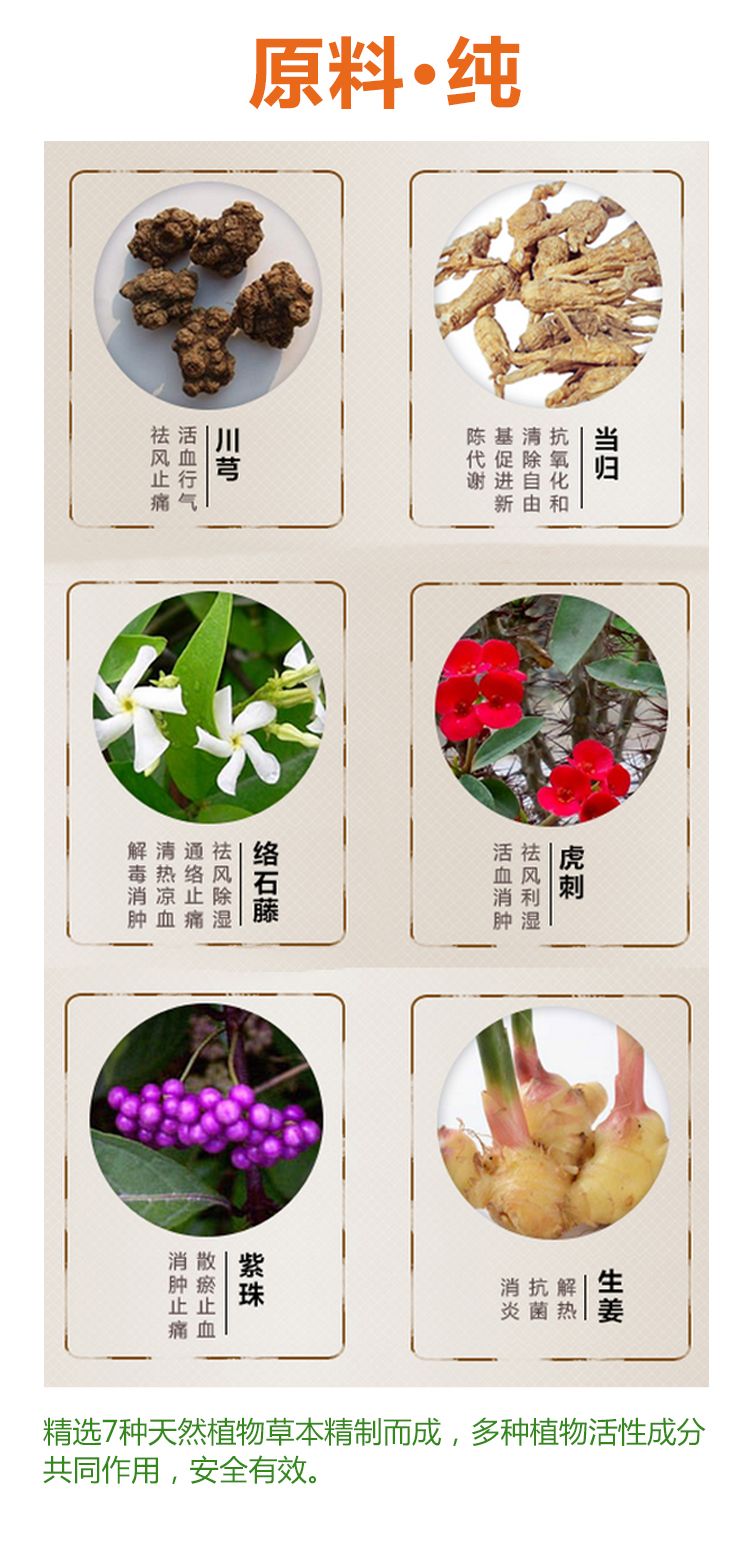 原料·纯
川芎
活血行气
祛风止痛
当归
抗氧化和
清除自由
基促进新
陈代谢
络石藤
祛风除湿
通络止痛
清热凉血
解毒消肿
虎刺
祛风利湿
活血消肿
紫珠
散瘀止血
消肿止痛
生姜
解热
抗菌
消炎
精选7种天然植物草本精制而成，多种植物活性成分
共同作用，安全有效。